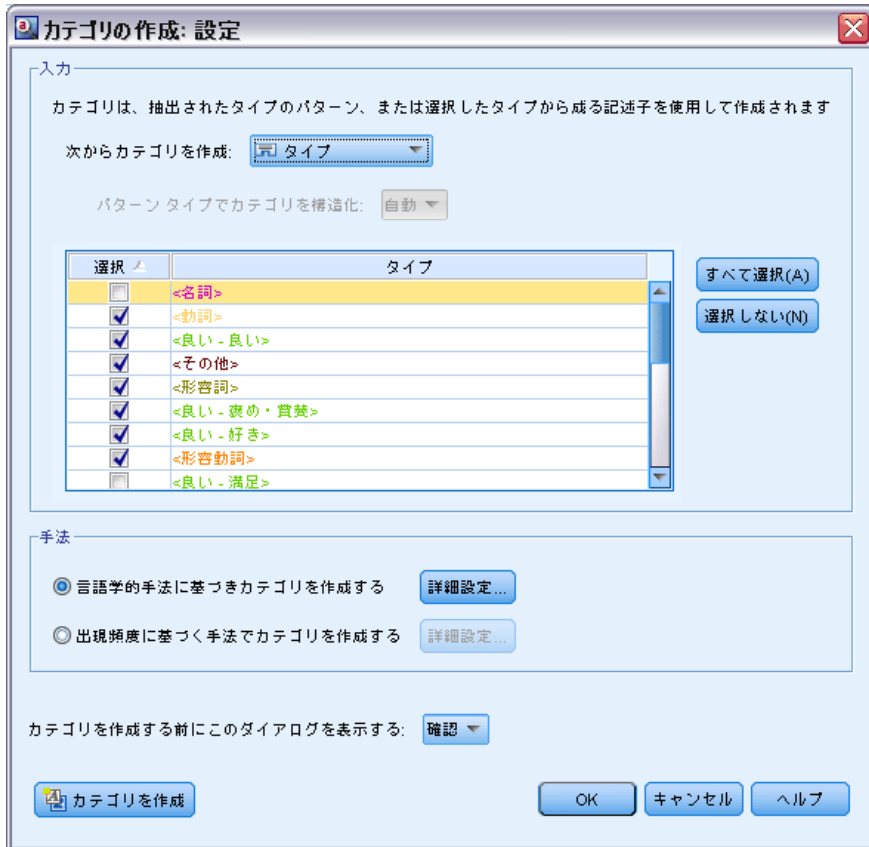 カテゴリの作成: 設定
入力
カテゴリは、抽出されたタイプのパターン、または選択したタイプから成る記述子を使用して作成されます
次からカテゴリを作成: タイプ
パターン タイプでカテゴリを構造化: 自動
選択 タイプ
すべて選択(A)
<名詞>
選択しない(N)
<動詞>
<良い - 良い>
<その他>
<形容詞>
<良い - 褒め・賞賛>
<良い - 好き>
<形容動詞>
<良い - 満足>
手法
言語学的手法に基づきカテゴリを作成する 詳細設定...
出現頻度に基づく手法でカテゴリを作成する 詳細設定...
カテゴリを作成する前にこのダイアログを表示する: 確認
カテゴリを作成 OK キャンセル ヘルプ